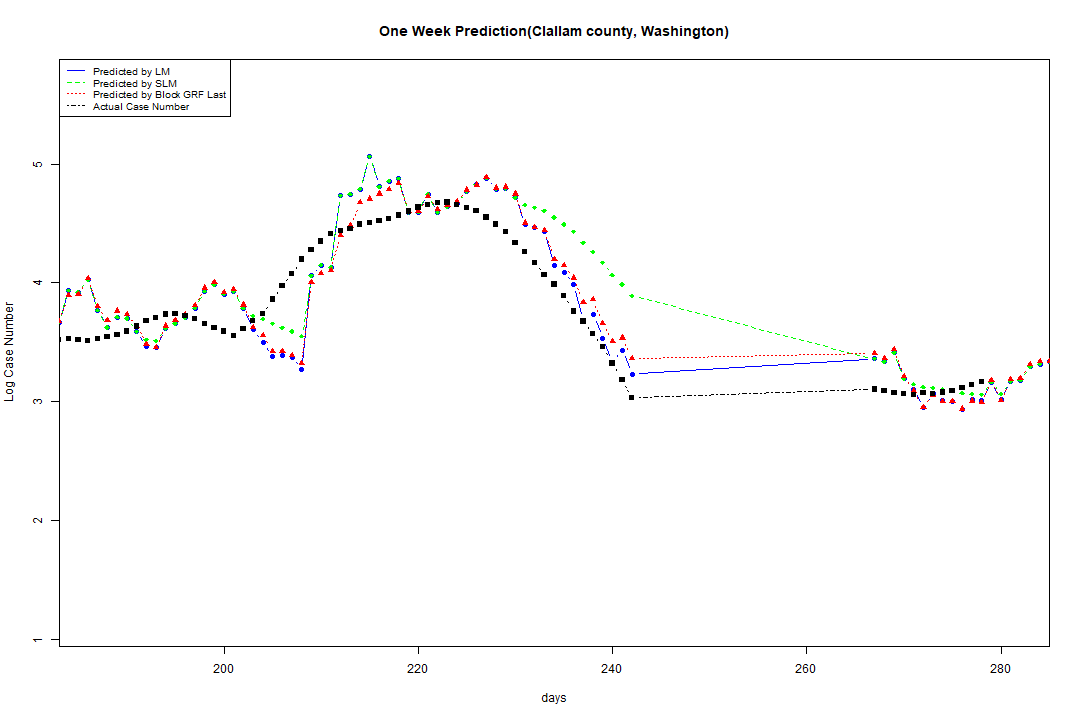 One Week Prediction(Clallam county, Washington)
Predicted by LM
Predicted by SLM
Predicted by Block GRF Last
Actual Case Number
Log Case Number
5
4
3
2
1
200
220
240
260
280
days